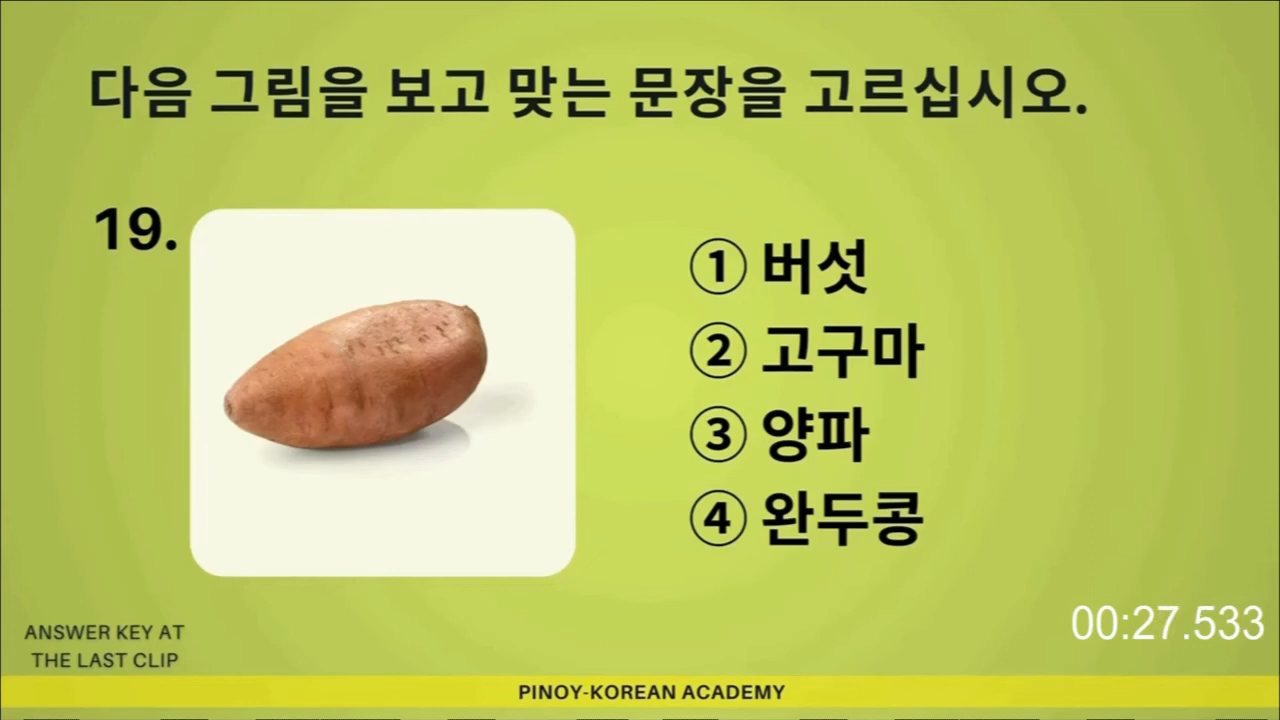 다음 그림을 보고 맞는 문장을 고르십시오.
19.
① 버섯
② 고구마
③ 양파
④ 완두콩
00:27.533
ANSWER KEY AT
THE LAST CLIP
PINOY-KOREAN ACADEMY